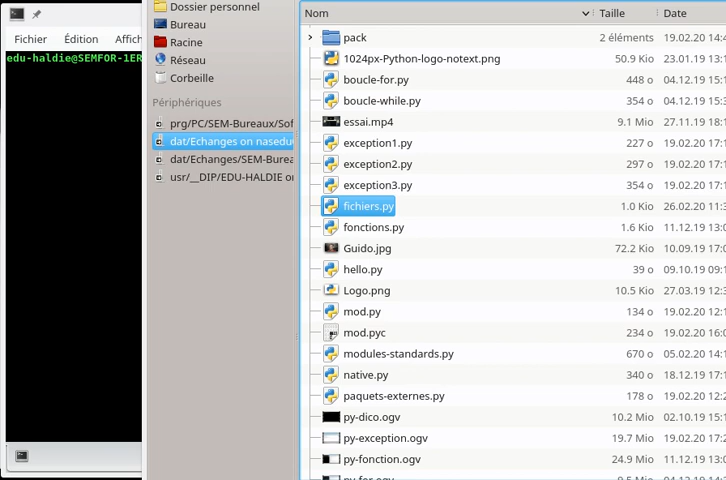 Fichier Édition Affich
edu-haldie@SEMFOR-1ER
Dossier personnel
Bureau
Racine
Réseau
Corbeille
Périphériques
prg/PC/SEM-Bureaux/Sof
dat/Echanges on nasedu
dat/Echanges/SEM-Burea
usr/__DIP/EDU-HALDIE o
Nom Taille Date
pack 2 éléments 19.02.20 14:4
1024px-Python-logo-notext.png 50.9 Kio 23.01.19 13:1
boucle-for.py 448 o 04.12.19 15:1
boucle-while.py 354 o 04.12.19 15:3
essai.mp4 9.1 Mio 27.11.19 18:1
exception1.py 227 o 19.02.20 17:1
exception2.py 297 o 19.02.20 17:1
exception3.py 354 o 19.02.20 17:1
fichiers.py 1.0 Kio 26.02.20 11:3
fonctions.py 1.6 Kio 11.12.19 13:0
Guido.jpg 72.2 Kio 10.09.19 17:0
hello.py 39 o 09.10.19 09:1
Logo.png 10.5 Kio 27.03.19 12:3
mod.py 134 o 19.02.20 12:1
mod.pyc 234 o 19.02.20 16:0
modules-standards.py 670 o 05.02.20 14:1
native.py 340 o 18.12.19 17:1
paquets-externes.py 178 o 19.02.20 12:2
py-dico.ogv 10.2 Mio 02.10.19 15:1
py-exception.ogv 19.7 Mio 19.02.20 17:2
py-fonction.ogv 24.9 Mio 11.12.19 13:0
py-for.ogv